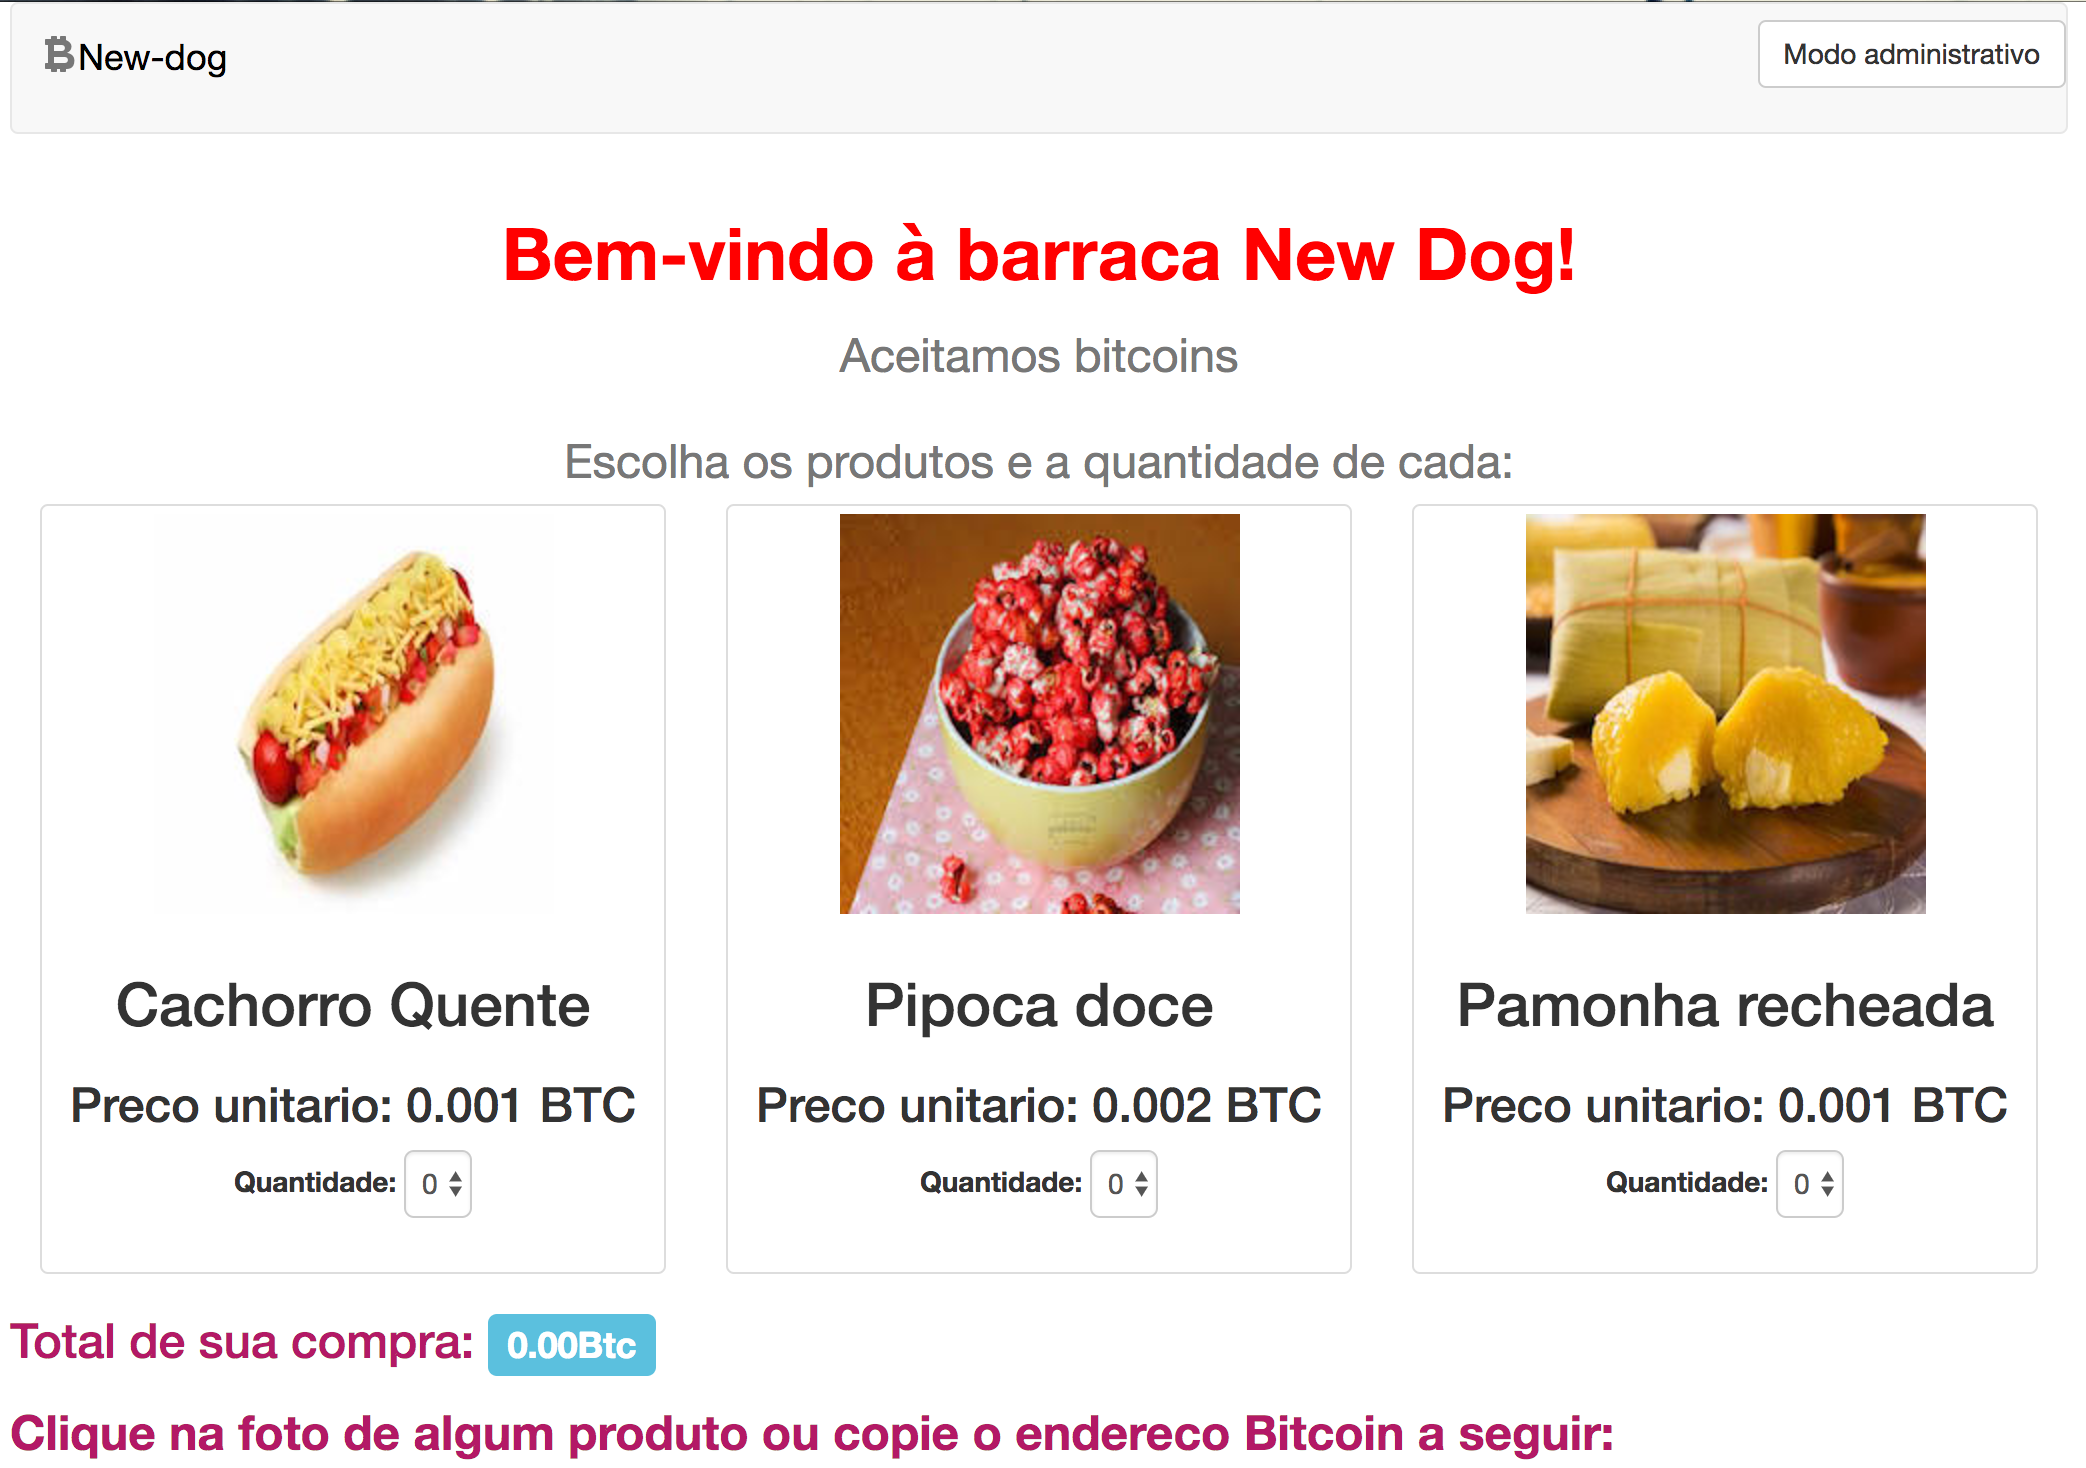 New-dog
Modo administrativo
Bem-vindo à barraca New Dog!
Aceitamos bitcoins
Escolha os produtos e a quantidade de cada:
Cachorro Quente
Preco unitario: 0.001 BTC
Quantidade: 0
Pipoca doce
Preco unitario: 0.002 BTC
Quantidade: 0
Pamonha recheada
Preco unitario: 0.001 BTC
Quantidade: 0
Total de sua compra: 0.00Btc
Clique na foto de algum produto ou copie o endereco Bitcoin a seguir: